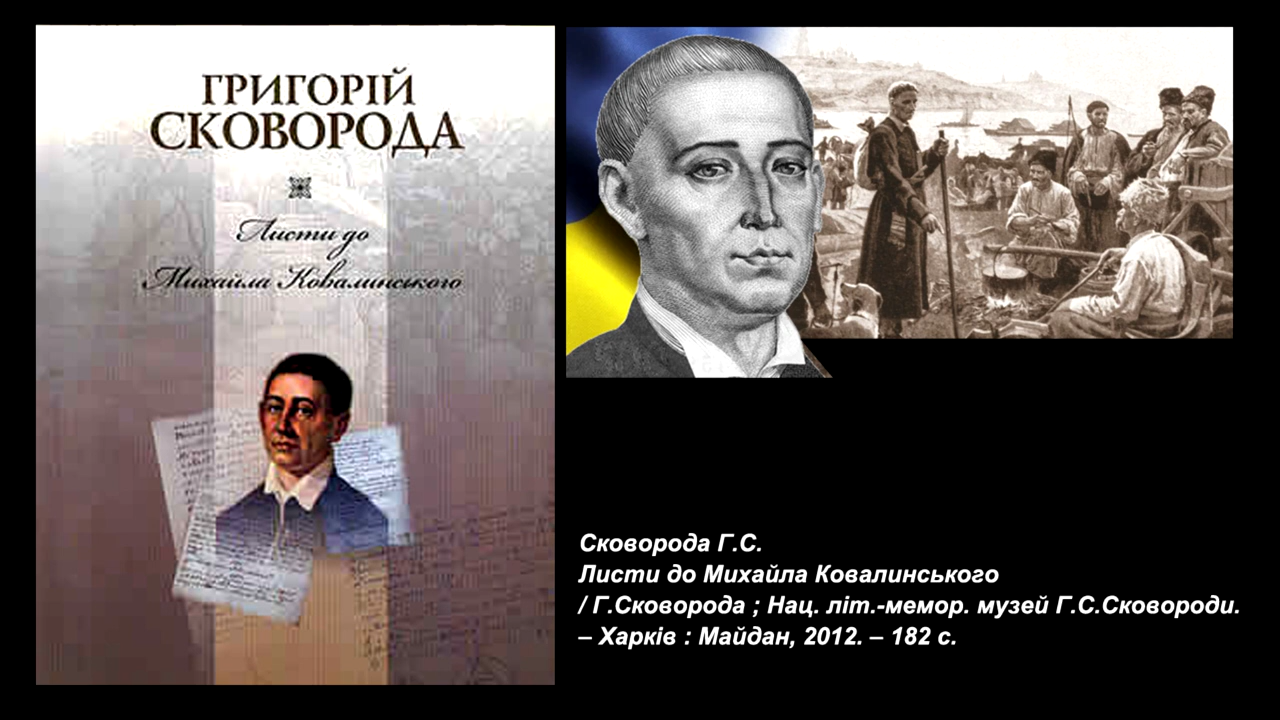 ГРИГОРІЙ
СКОВОРОДА
Листи до
Михайла Ковалинського
Сковорода Г.С.
Листи до Михайла Ковалинського
/ Г.Сковорода ; Нац. літ.-мемор. музей Г.С.Сковороди.
– Харків : Майдан, 2012. – 182 с.